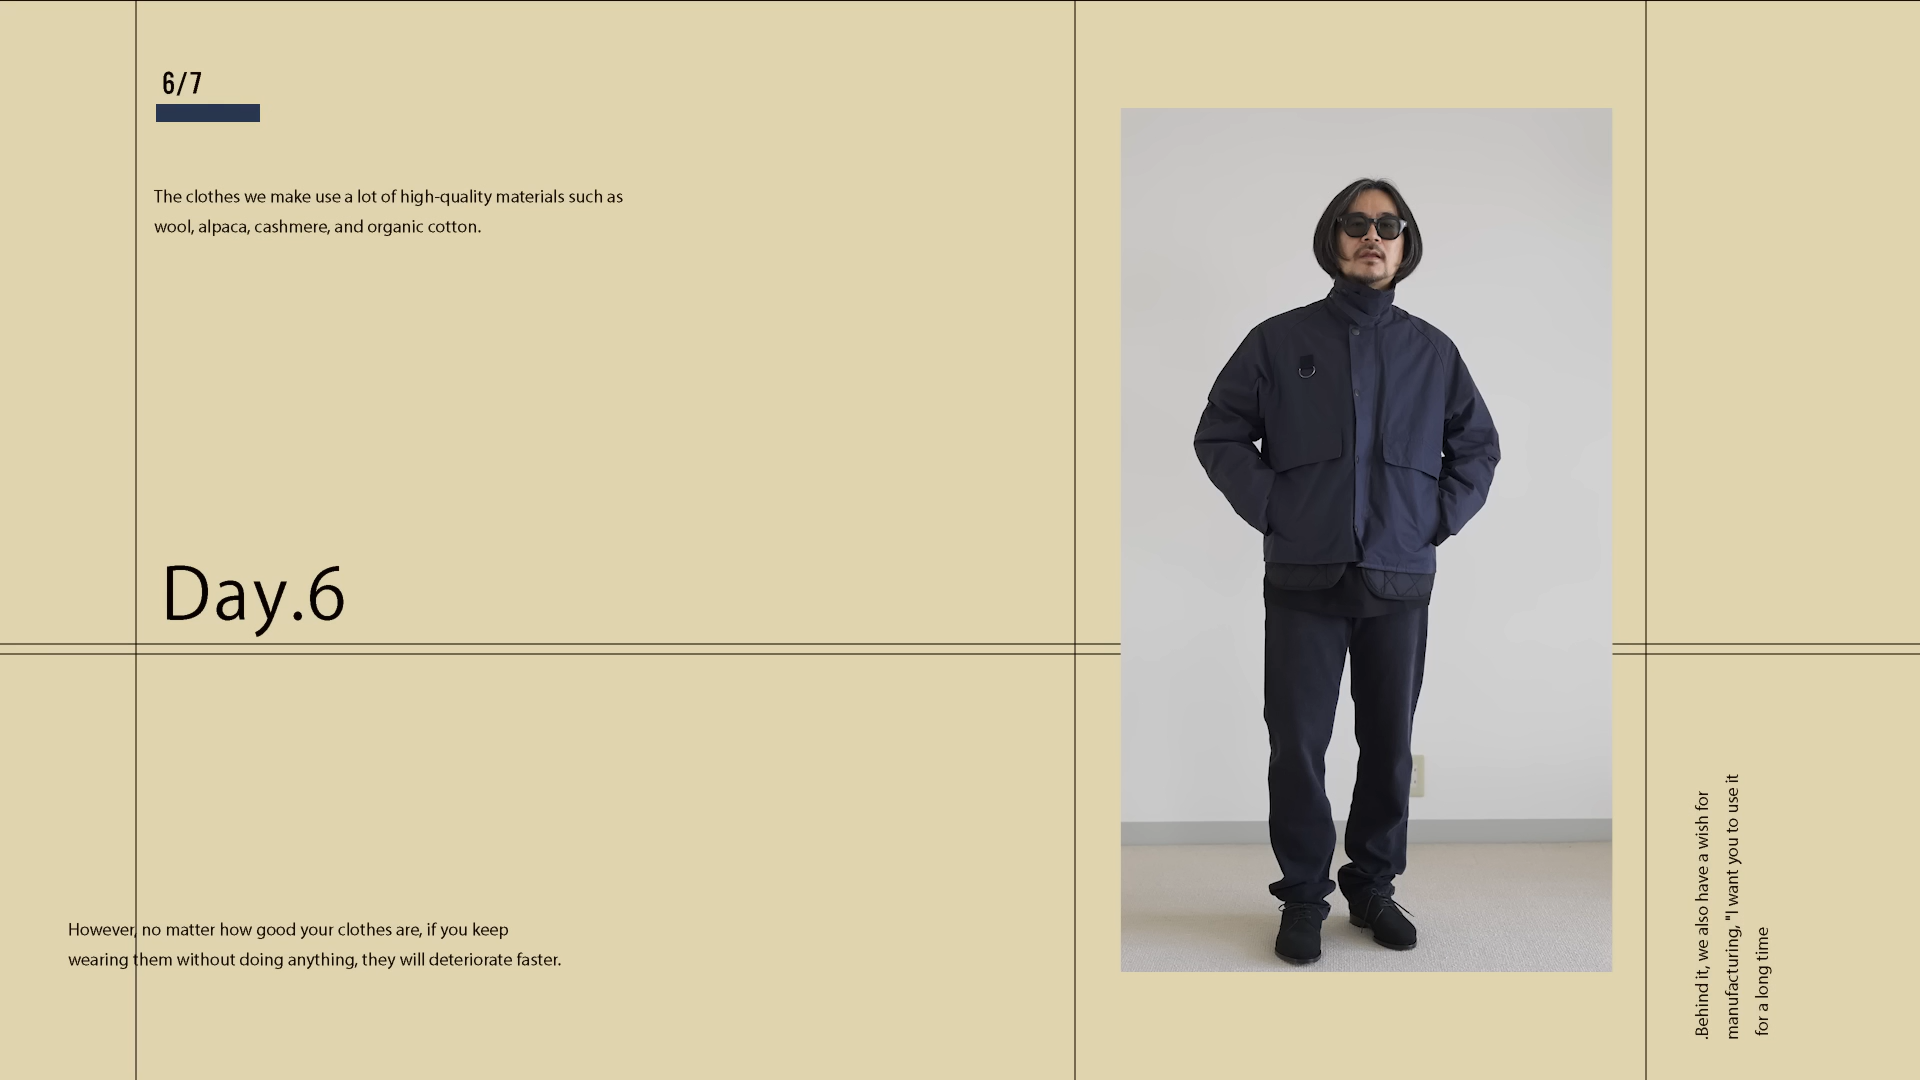 6/7
The clothes we make use a lot of high-quality materials such as
wool, alpaca, cashmere, and organic cotton.
Day.6
However, no matter how good your clothes are, if you keep
wearing them without doing anything, they will deteriorate faster.
.Behind it, we also have a wish for
manufacturing, "I want you to use it
for a long time